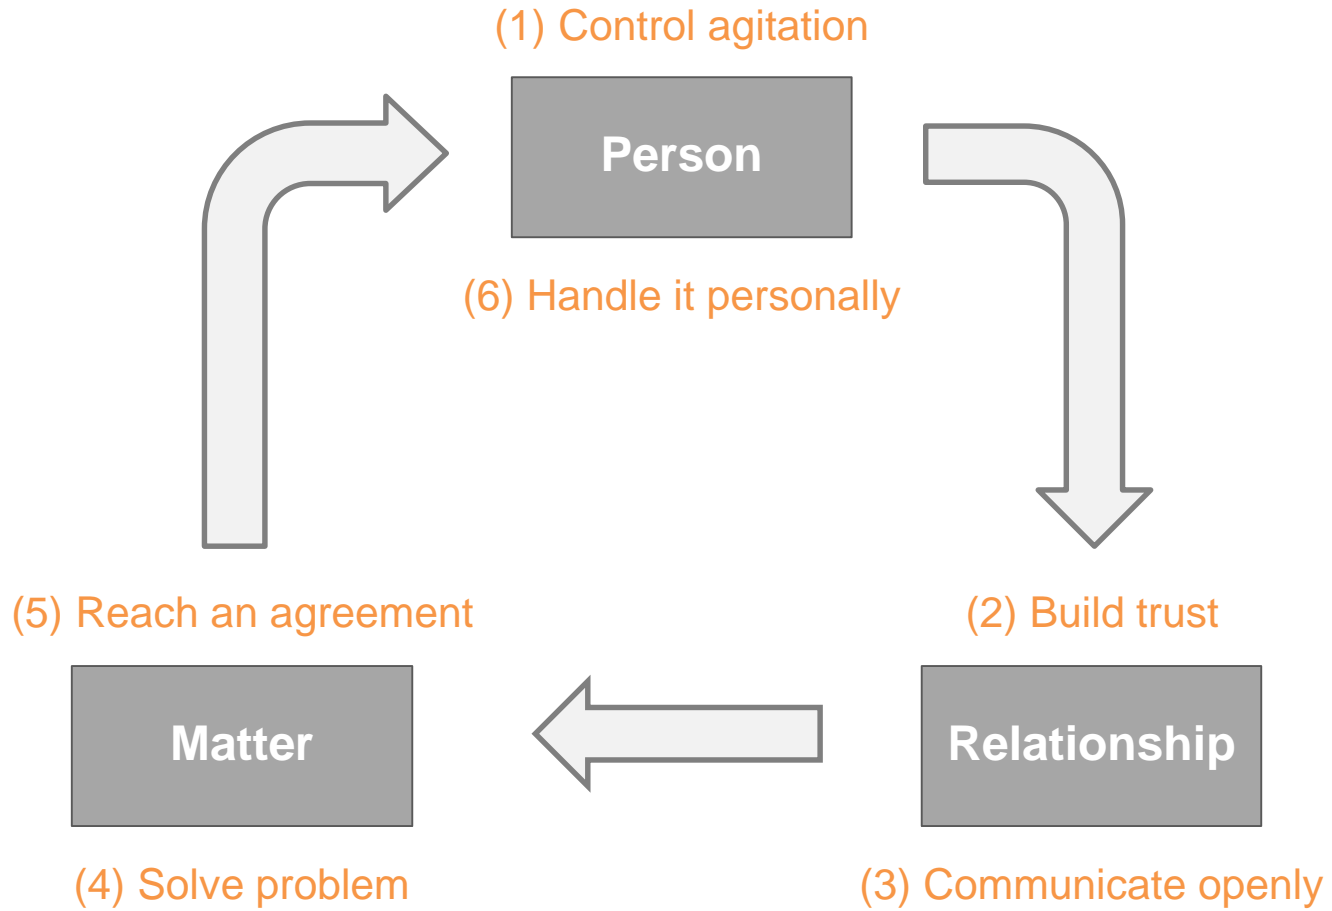 (1) Control agitation
Person
(6) Handle it personally
(5) Reach an agreement
(2) Build trust
Matter
Relationship
(4) Solve problem
(3) Communicate openly